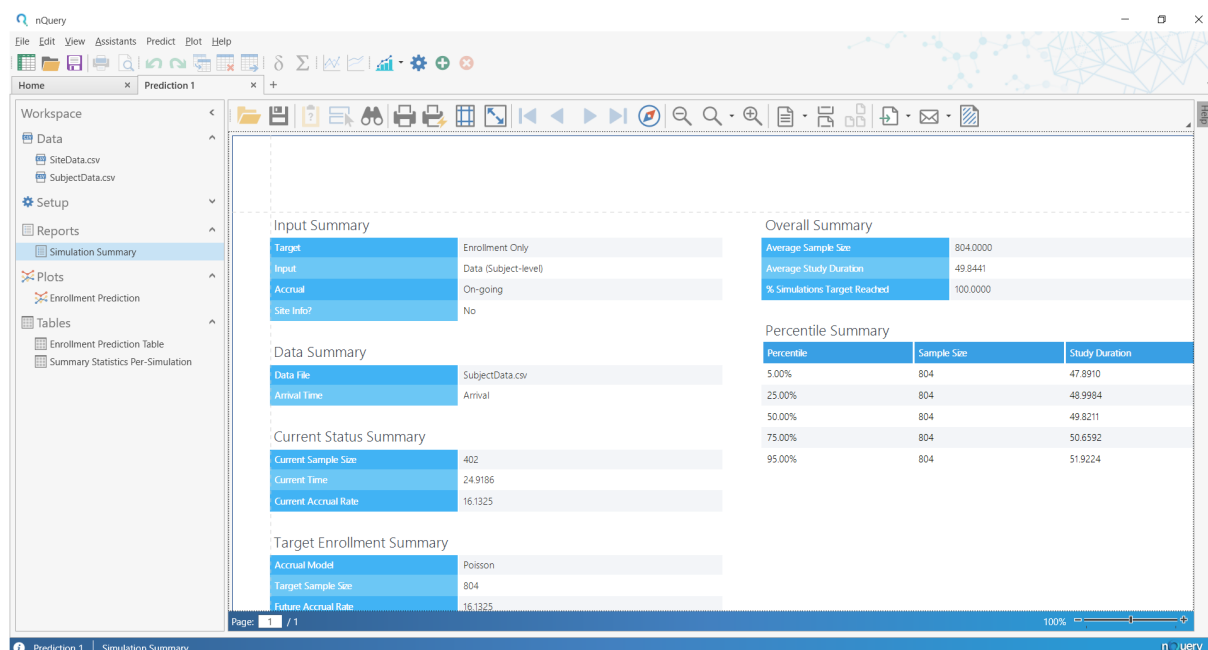 nQuery
File Edit View Assistants Predict Plot Help
Home × Prediction 1 × +
Workspace
Data
SiteData.csv
SubjectData.csv
Setup
Reports
Simulation Summary
Plots
Enrollment Prediction
Tables
Enrollment Prediction Table
Summary Statistics Per-Simulation
Help
Input Summary
Target Enrollment Only
Input Data (Subject-level)
Accrual On-going
Site Info? No
Data Summary
Data File SubjectData.csv
Arrival Time Arrival
Current Status Summary
Current Sample Size 402
Current Time 24.9186
Current Accrual Rate 16.1325
Target Enrollment Summary
Accrual Model Poisson
Target Sample Size 804
Future Accrual Rate 16.1325
Overall Summary
Average Sample Size 804.0000
Average Study Duration 49.8441
% Simulations Target Reached 100.0000
Percentile Summary
Percentile Sample Size Study Duration
5.00% 804 47.8910
25.00% 804 48.9984
50.00% 804 49.8211
75.00% 804 50.6592
95.00% 804 51.9224
Page: 1 / 1 100%
Prediction 1 | Simulation Summary nQuery